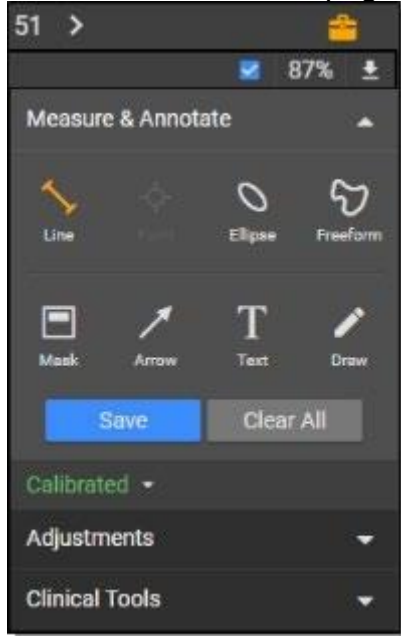 51 >
87%
Measure & Annotate
Line Ellipse Freeform
Mask Arrow Text Draw
Save Clear All
Calibrated
Adjustments
Clinical Tools